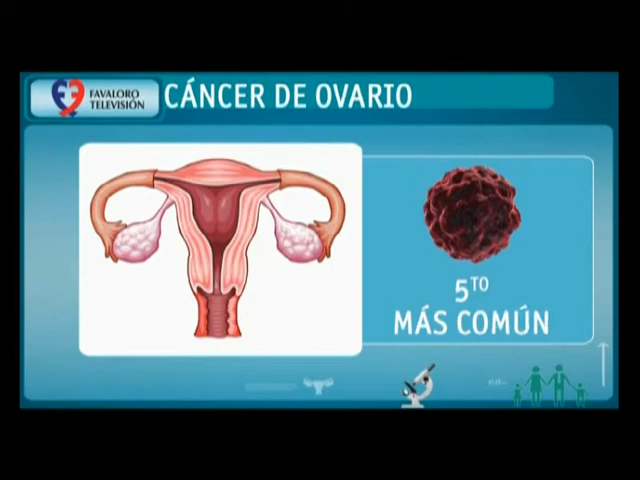 FAVALORO
TELEVISIÓN
CÁNCER DE OVARIO
5TO
MÁS COMÚN